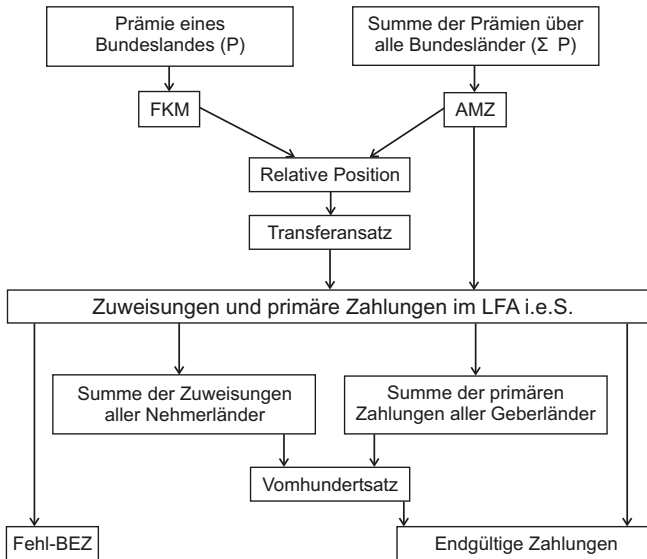 Prämie eines
Bundeslandes (P)
Summe der Prämien über
alle Bundesländer (Σ P)
FKM
AMZ
Relative Position
Transferansatz
Zuweisungen und primäre Zahlungen im LFA i.e.S.
Summe der Zuweisungen
aller Nehmerländer
Summe der primären
Zahlungen aller Geberländer
Vomhundertsatz
Fehl-BEZ
Endgültige Zahlungen